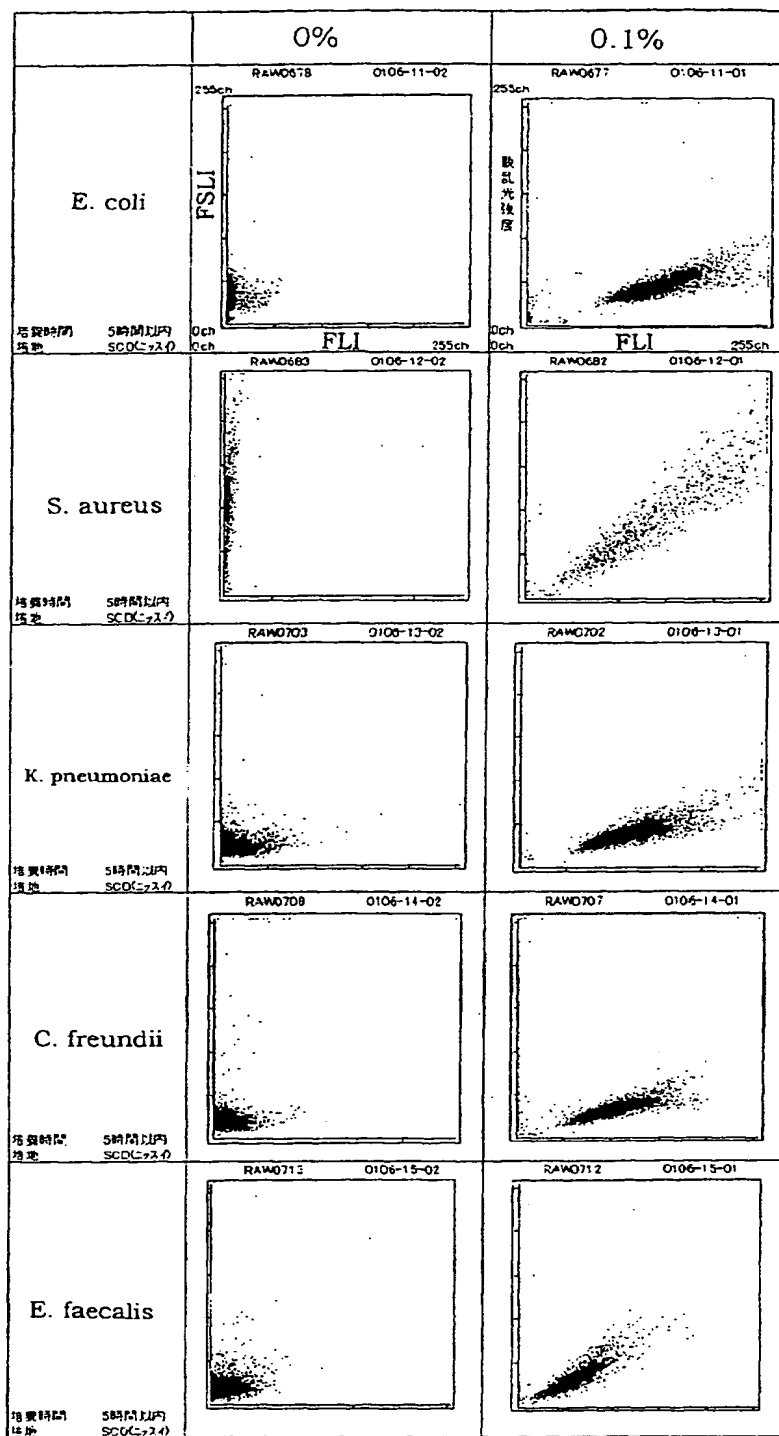 0% 0.1%
RAW0678 0106-11-02 RAW0677 0106-11-01
255ch 255ch
E. coli
FSLI 散乱光強度
0ch 0ch
培養時間 5時間以内 0ch FLI 255ch 0ch FLI 255ch
培地 SCD(ニッスイ)
RAW0683 0106-12-02 RAW0682 0106-12-01
S. aureus
培養時間 5時間以内
培地 SCD(ニッスイ)
RAW0703 0106-13-02 RAW0702 0106-13-01
K. pneumoniae
培養時間 5時間以内
培地 SCD(ニッスイ)
RAW0708 0106-14-02 RAW0707 0106-14-01
C. freundii
培養時間 5時間以内
培地 SCD(ニッスイ)
RAW0713 0106-15-02 RAW0712 0106-15-01
E. faecalis
培養時間 5時間以内
培地 SCD(ニッスイ)